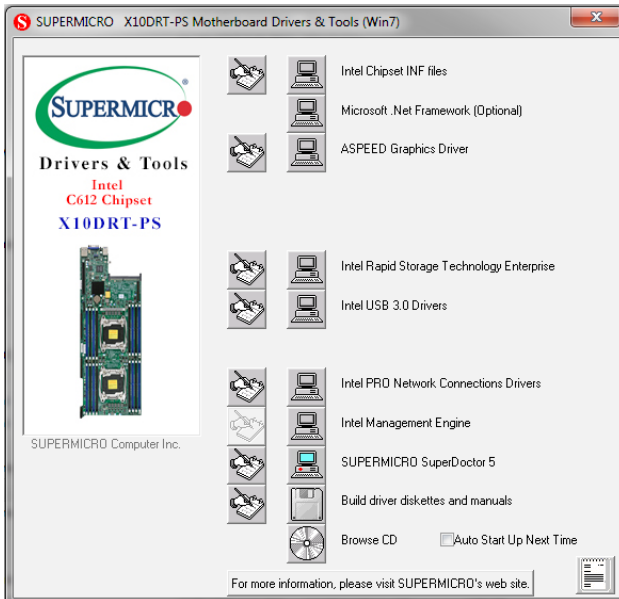 SUPERMICRO X10DRT-PS Motherboard Drivers & Tools (Win7)
SUPERMICRO
Drivers & Tools
Intel
C612 Chipset
X10DRT-PS
SUPERMICRO Computer Inc.
Intel Chipset INF files
Microsoft .Net Framework (Optional)
ASPEED Graphics Driver
Intel Rapid Storage Technology Enterprise
Intel USB 3.0 Drivers
Intel PRO Network Connections Drivers
Intel Management Engine
SUPERMICRO SuperDoctor 5
Build driver diskettes and manuals
Browse CD
Auto Start Up Next Time
For more information, please visit SUPERMICRO's web site.